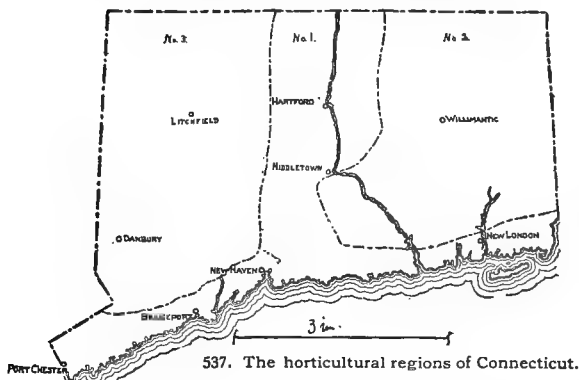 No. 3.
No 1.
No 2.
HARTFORD
LITCHFIELD
WILLIMANTIC
MIDDLETOWN
DANBURY
NEW LONDON
NEW HAVEN
BRIDGEPORT
3 in.
PORT CHESTER
537. The horticultural regions of Connecticut.